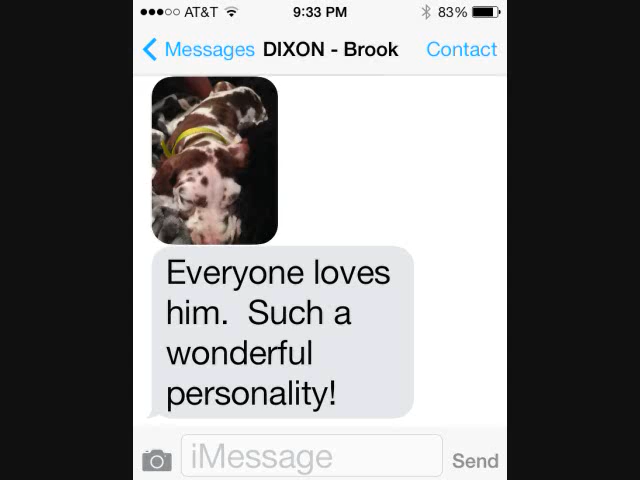 AT&T 9:33 PM 83%
Messages DIXON - Brook Contact
Everyone loves
him. Such a
wonderful
personality!
iMessage Send